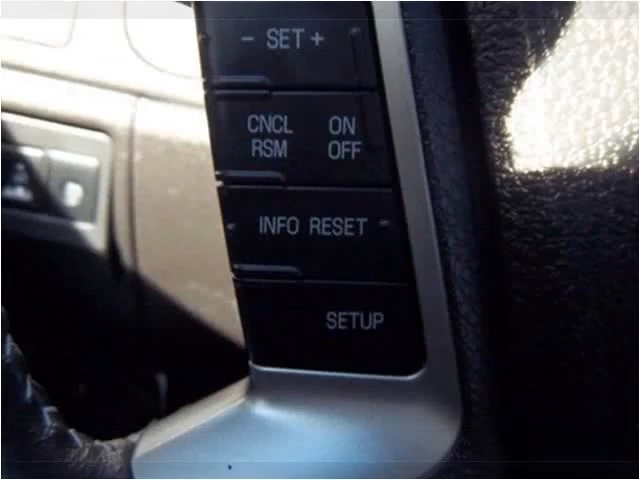 - SET +
CNCL ON
RSM OFF
INFO RESET
SETUP